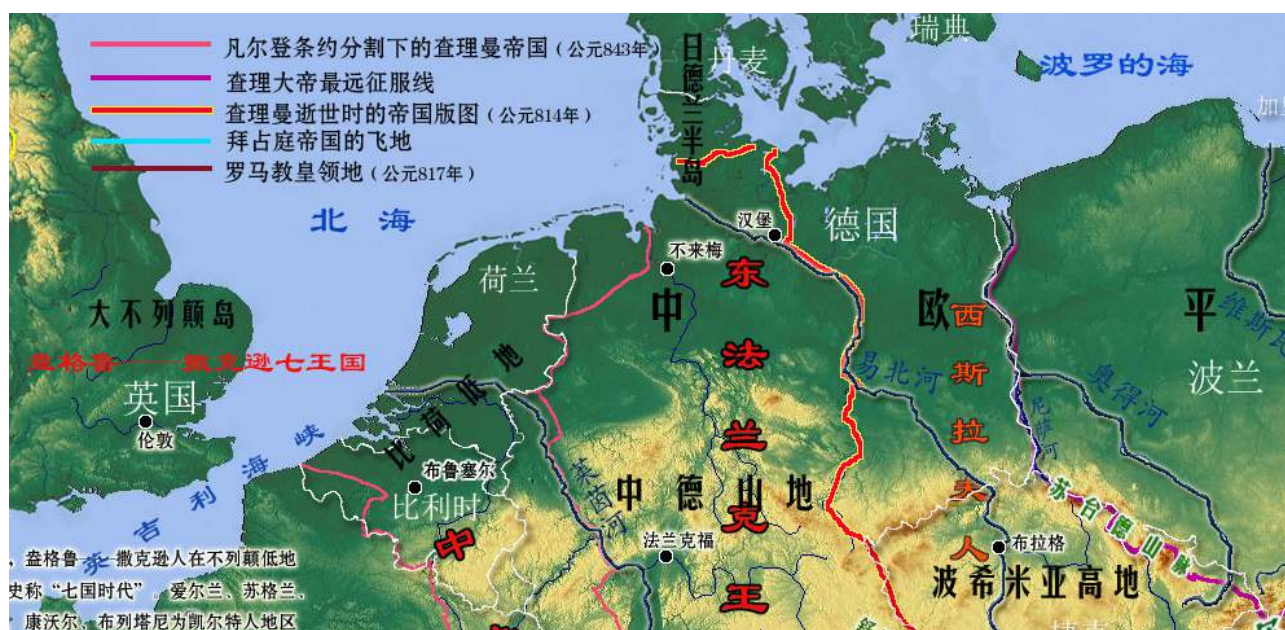 凡尔登条约分割下的查理曼帝国（公元843年）
查理大帝最远征服线
查理曼逝世时的帝国版图（公元814年）
拜占庭帝国的飞地
罗马教皇领地（公元817年）
日德兰半岛
丹麦
瑞典
波罗的海
北海
汉堡
德国
不来梅
荷兰
东法兰克王
中欧平
大不列颠岛
盎格鲁——撒克逊七王国
英国
伦敦
西斯拉夫人
易北河
尼萨河
奥得河
维斯瓦
波兰
比荷低地
布鲁塞尔
比利时
莱茵河
中德山地
法兰克福
中
苏台德山脉
布拉格
波希米亚高地
英吉利海峡
、盎格鲁——撒克逊人在不列颠低地
史称“七国时代”。爱尔兰、苏格兰、
康沃尔、布列塔尼为凯尔特人地区